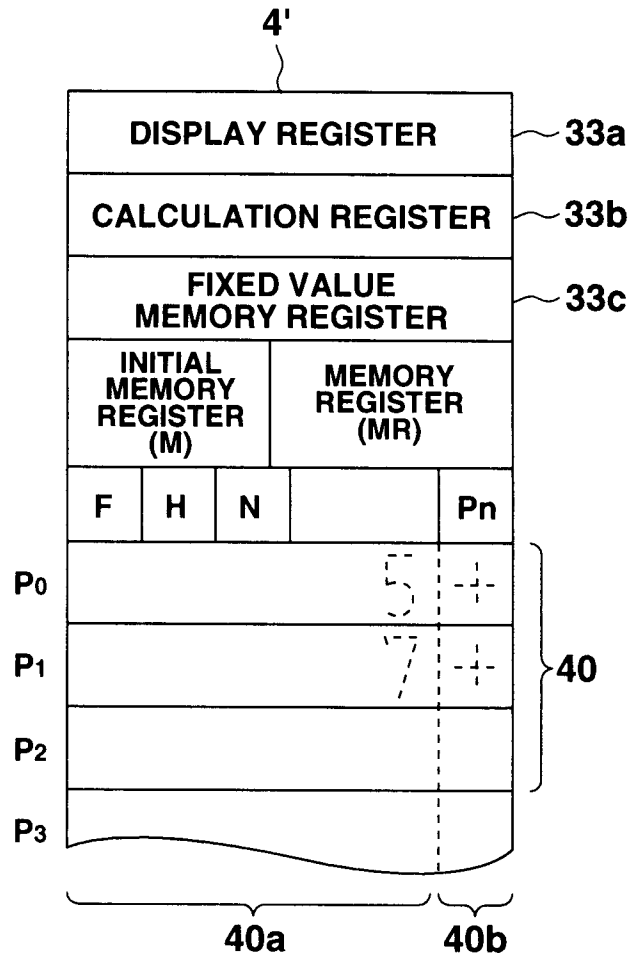 4'
DISPLAY REGISTER 33a
CALCULATION REGISTER 33b
FIXED VALUE
MEMORY REGISTER 33c
INITIAL
MEMORY
REGISTER
(M)
MEMORY
REGISTER
(MR)
F H N Pn
P0 5 +
P1 7 +
40
P2
P3
40a 40b